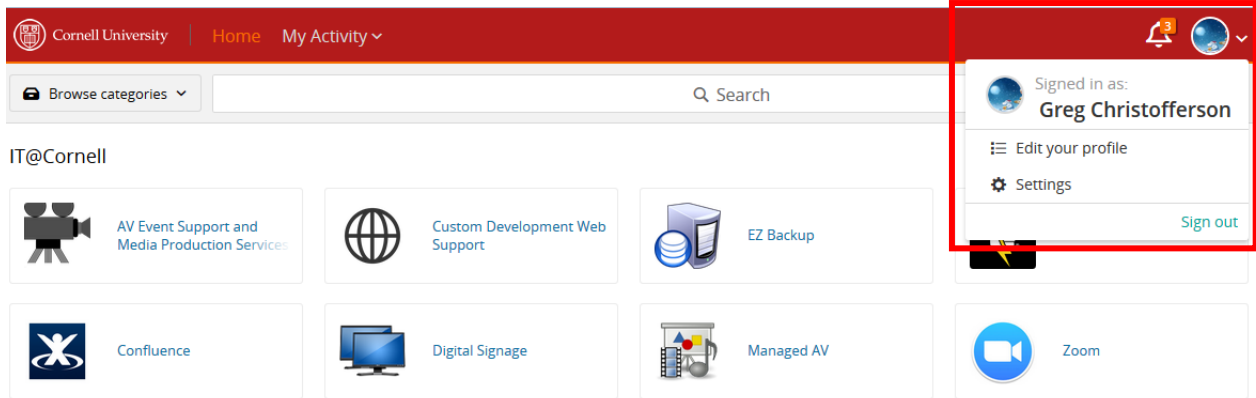 Cornell University
Home
My Activity
3
Browse categories
Search
Signed in as:
Greg Christofferson
Edit your profile
Settings
Sign out
IT@Cornell
AV Event Support and
Media Production Services
Custom Development Web
Support
EZ Backup
Confluence
Digital Signage
Managed AV
Zoom